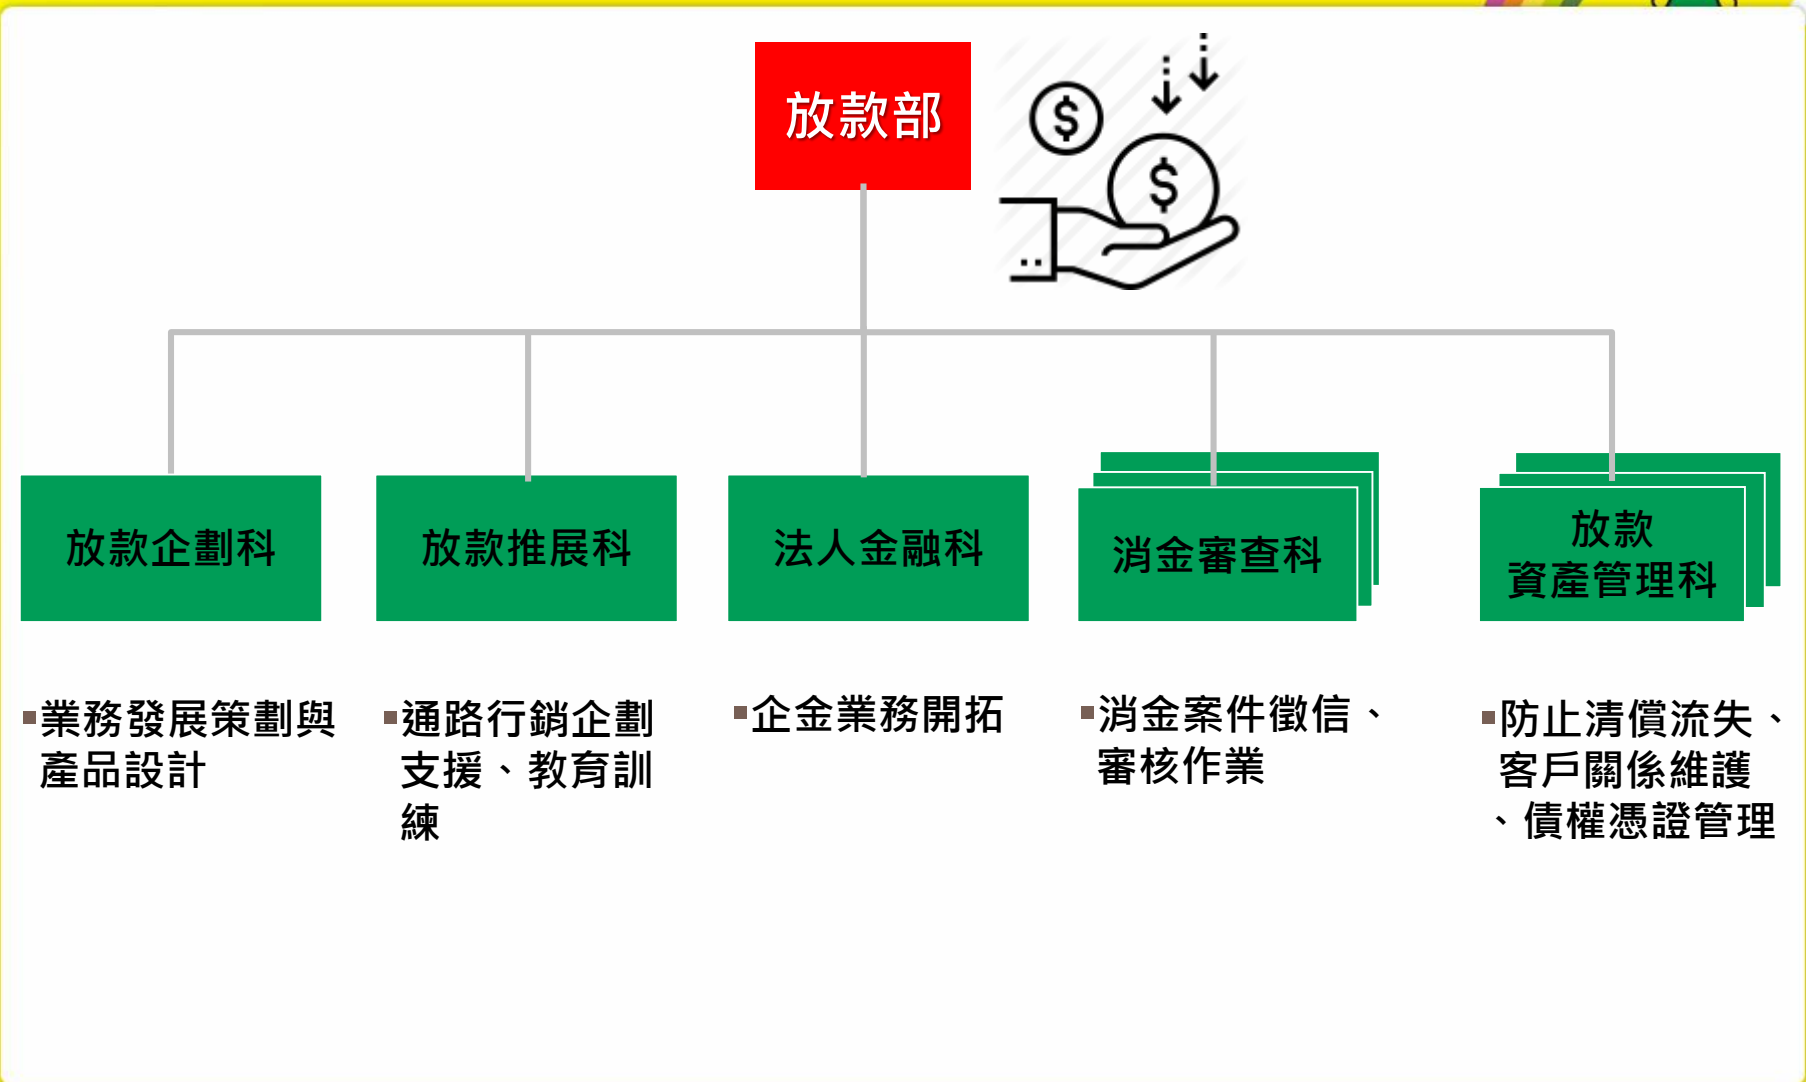 放款部
$
$
放款企劃科
放款推展科
法人金融科
消金審查科
放款
資產管理科
▪業務發展策劃與
產品設計
▪通路行銷企劃
支援、教育訓
練
▪企金業務開拓
▪消金案件徵信、
審核作業
▪防止清償流失、
客戶關係維護
、債權憑證管理